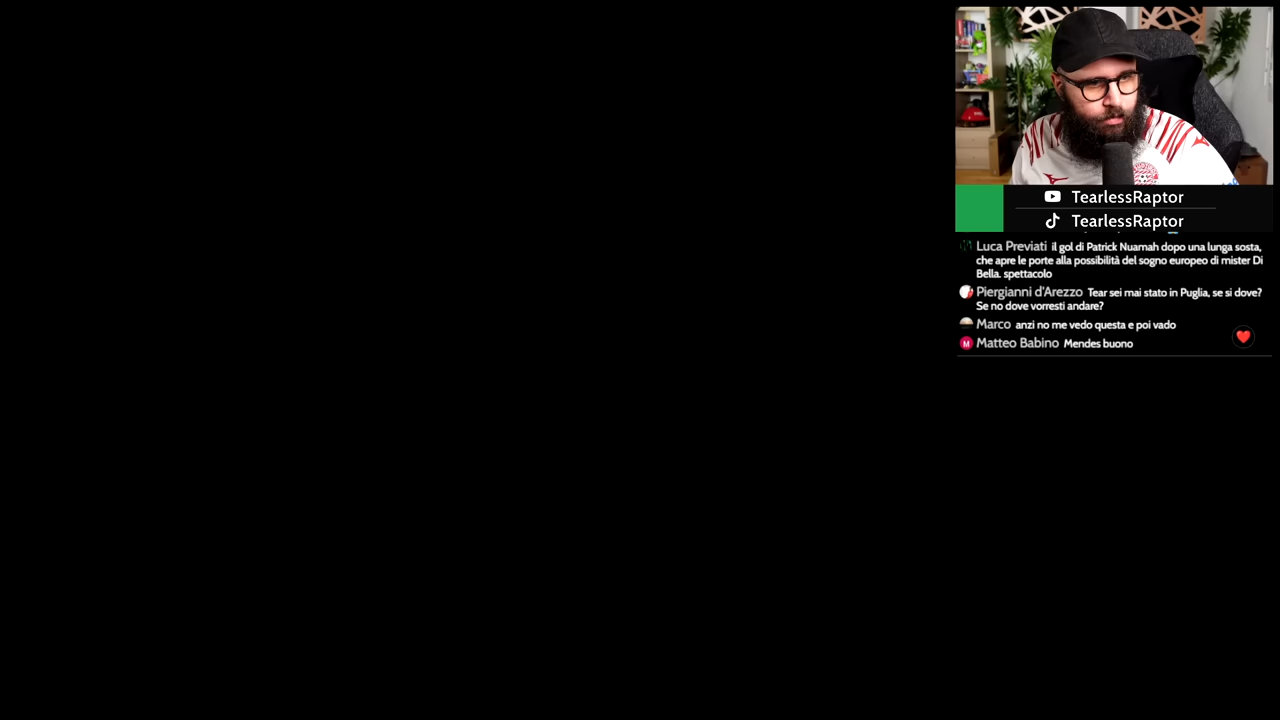 TearlessRaptor
TearlessRaptor
Luca Previati il gol di Patrick Nuamah dopo una lunga sosta,
che apre le porte alla possibilità del sogno europeo di mister Di
Bella. spettacolo
Piergianni d'Arezzo Tear sei mai stato in Puglia, se si dove?
Se no dove vorresti andare?
Marco anzi no me vedo questa e poi vado
M Matteo Babino Mendes buono